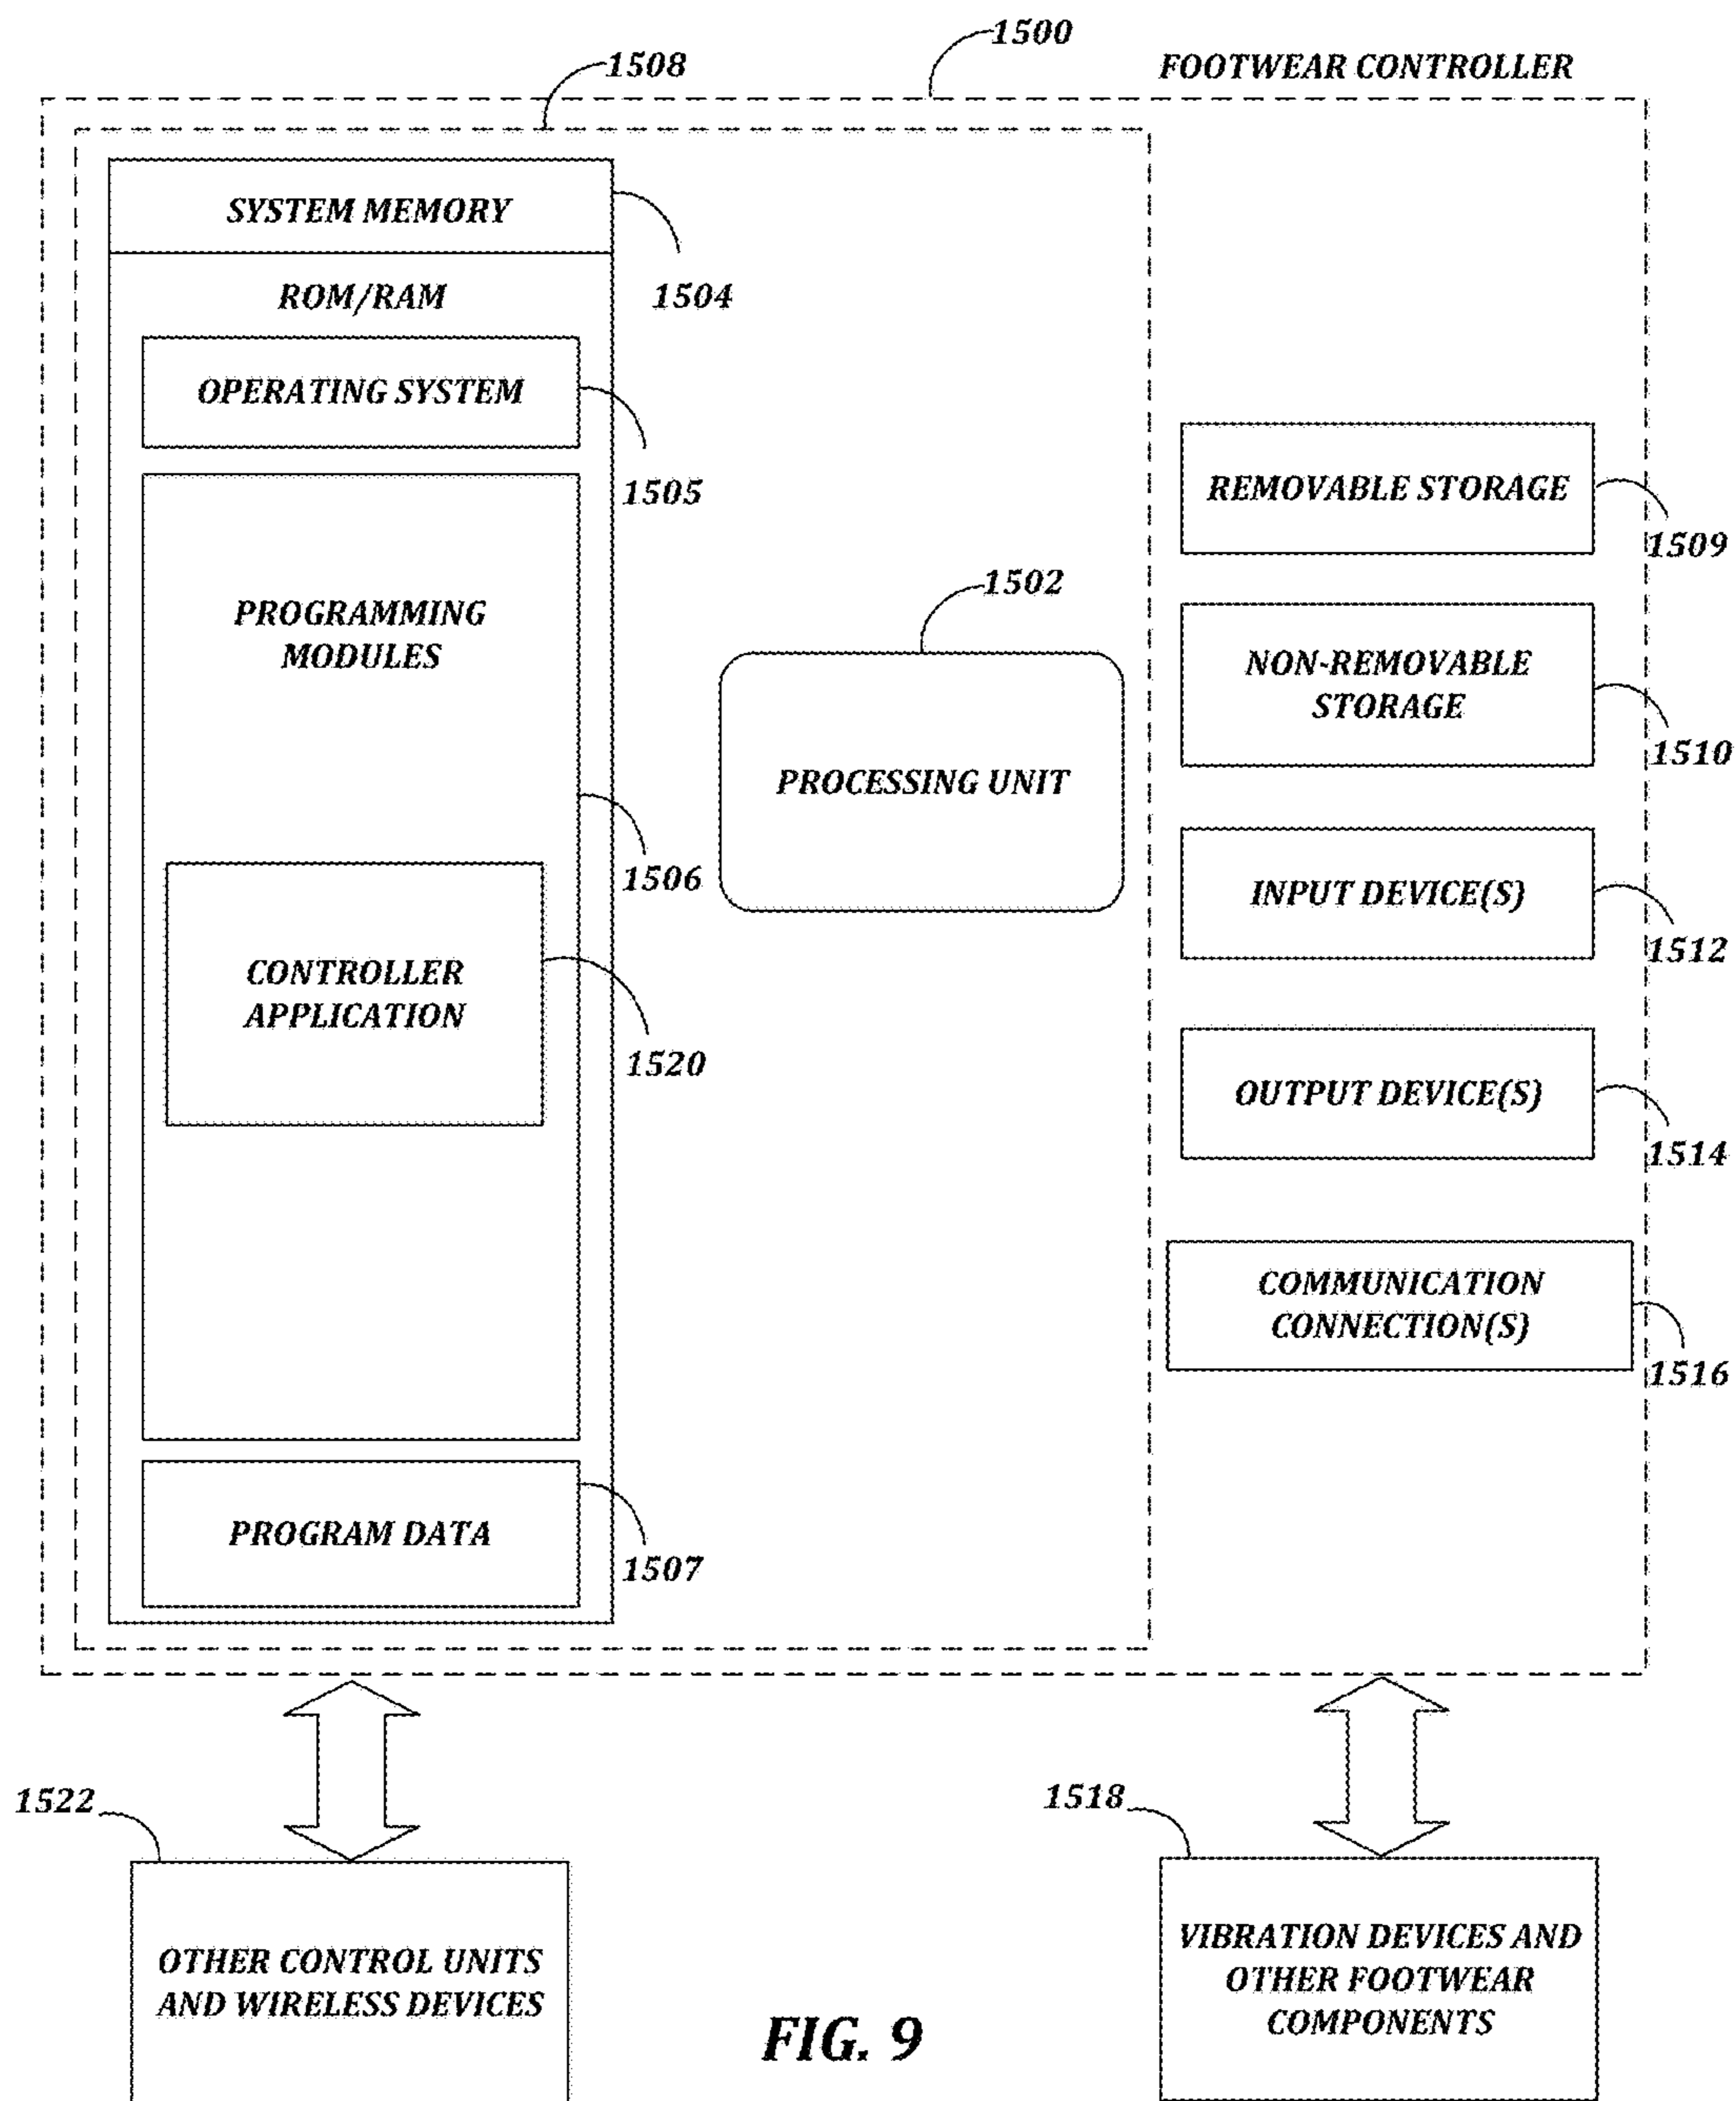 1500
FOOTWEAR CONTROLLER
1508
SYSTEM MEMORY
1504
ROM/RAM
OPERATING SYSTEM
1505
PROGRAMMING
MODULES
1506
CONTROLLER
APPLICATION
1520
PROGRAM DATA
1507
1502
PROCESSING UNIT
REMOVABLE STORAGE
1509
NON-REMOVABLE
STORAGE
1510
INPUT DEVICE(S)
1512
OUTPUT DEVICE(S)
1514
COMMUNICATION
CONNECTION(S)
1516
1522
OTHER CONTROL UNITS
AND WIRELESS DEVICES
1518
VIBRATION DEVICES AND
OTHER FOOTWEAR
COMPONENTS
FIG. 9